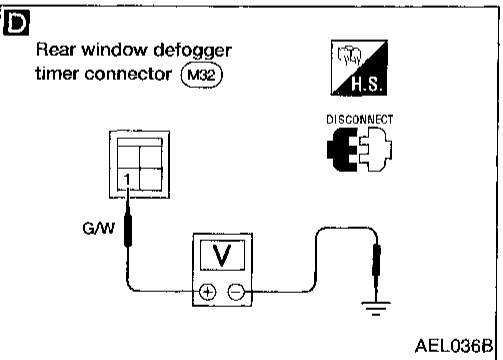 D
Rear window defogger
timer connector M32
H.S.
DISCONNECT
1
G/W
V
+ −
AEL036B